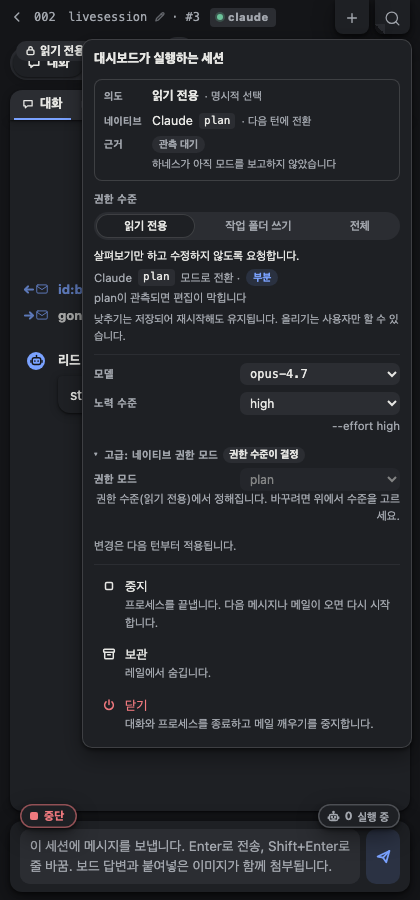 002 livesession · #3 claude
읽기 전용
대화
대화
대시보드가 실행하는 세션
의도 읽기 전용 · 명시적 선택
네이티브 Claude plan · 다음 턴에 전환
근거 관측 대기
하네스가 아직 모드를 보고하지 않았습니다
권한 수준
읽기 전용 작업 폴더 쓰기 전체
살펴보기만 하고 수정하지 않도록 요청합니다.
Claude plan 모드로 전환 · 부분
plan이 관측되면 편집이 막힙니다
낮추기는 저장되어 재시작해도 유지됩니다. 올리기는 사용자만 할 수 있
습니다.
id:b
gon
리드
st
모델 opus-4.7
노력 수준 high
--effort high
고급: 네이티브 권한 모드 권한 수준이 결정
권한 모드 plan
권한 수준(읽기 전용)에서 정해집니다. 바꾸려면 위에서 수준을 고르
세요.
변경은 다음 턴부터 적용됩니다.
중지
프로세스를 끝냅니다. 다음 메시지나 메일이 오면 다시 시작
합니다.
보관
레일에서 숨깁니다.
닫기
대화와 프로세스를 종료하고 메일 깨우기를 중지합니다.
중단
0 실행 중
이 세션에 메시지를 보냅니다. Enter로 전송, Shift+Enter로
줄 바꿈. 보드 답변과 붙여넣은 이미지가 함께 첨부됩니다.